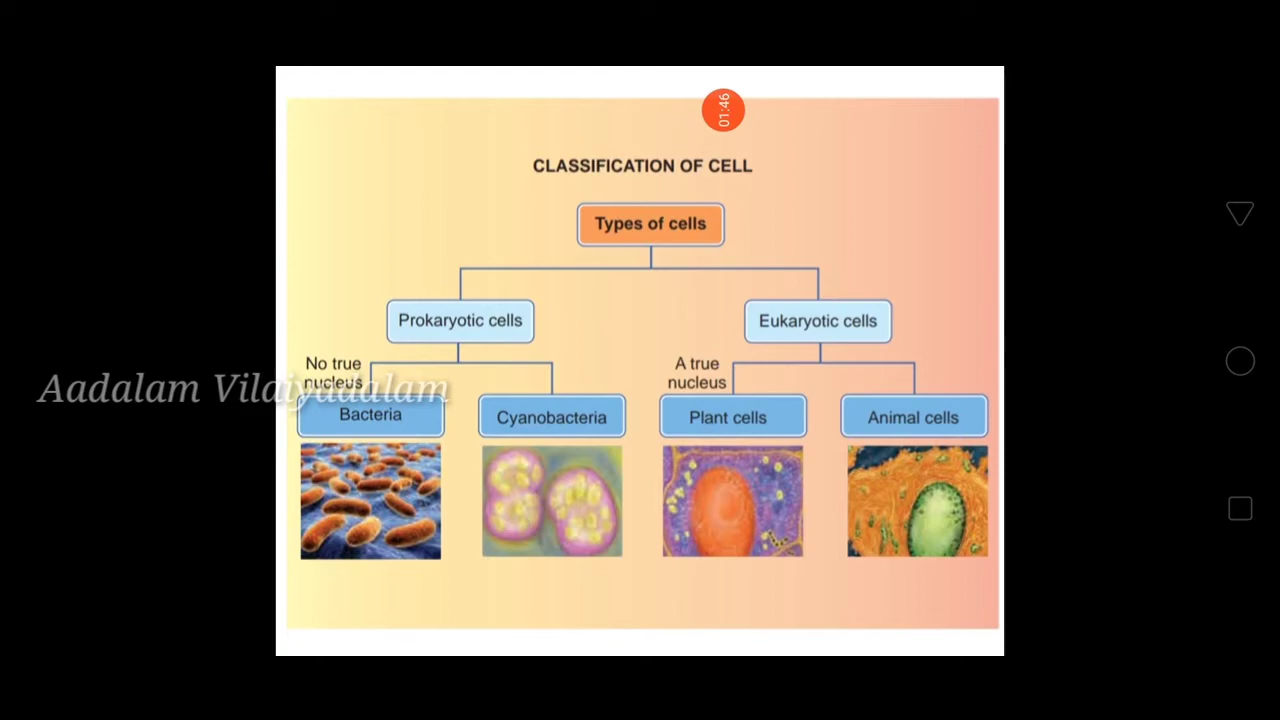 01:46
CLASSIFICATION OF CELL
Types of cells
Prokaryotic cells
Eukaryotic cells
No true
nucleus
A true
nucleus
Aadalam Vilaiyadalam
Bacteria
Cyanobacteria
Plant cells
Animal cells